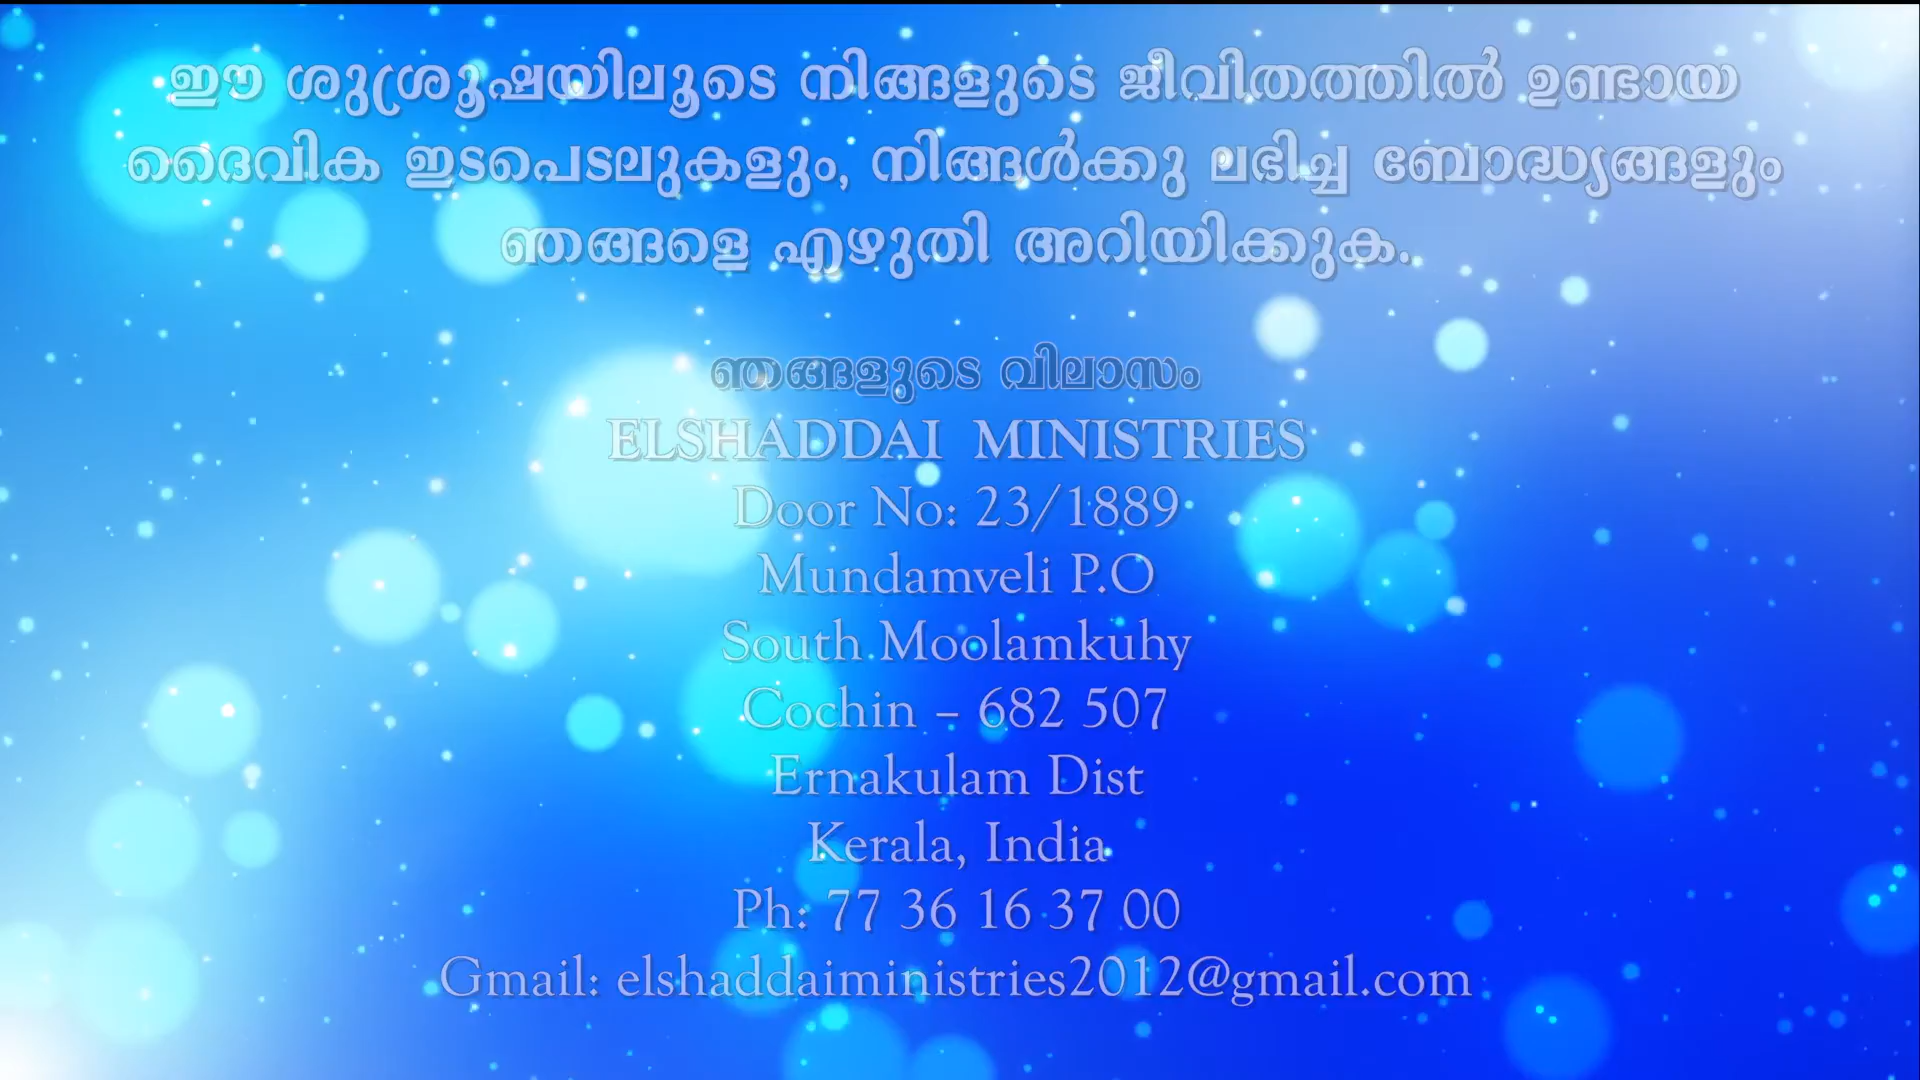 ഈ ശുശ്രൂഷയിലൂടെ നിങ്ങളുടെ ജീവിതത്തിൽ ഉണ്ടായ
ദൈവിക ഇടപെടലുകളും, നിങ്ങൾക്കു ലഭിച്ച ബോദ്ധ്യങ്ങളും
ഞങ്ങളെ എഴുതി അറിയിക്കുക.
ഞങ്ങളുടെ വിലാസം
ELSHADDAI MINISTRIES
Door No: 23/1889
Mundamveli P.O
South Moolamkuhy
Cochin – 682 507
Ernakulam Dist
Kerala, India
Ph: 77 36 16 37 00
Gmail: elshaddaiministries2012@gmail.com